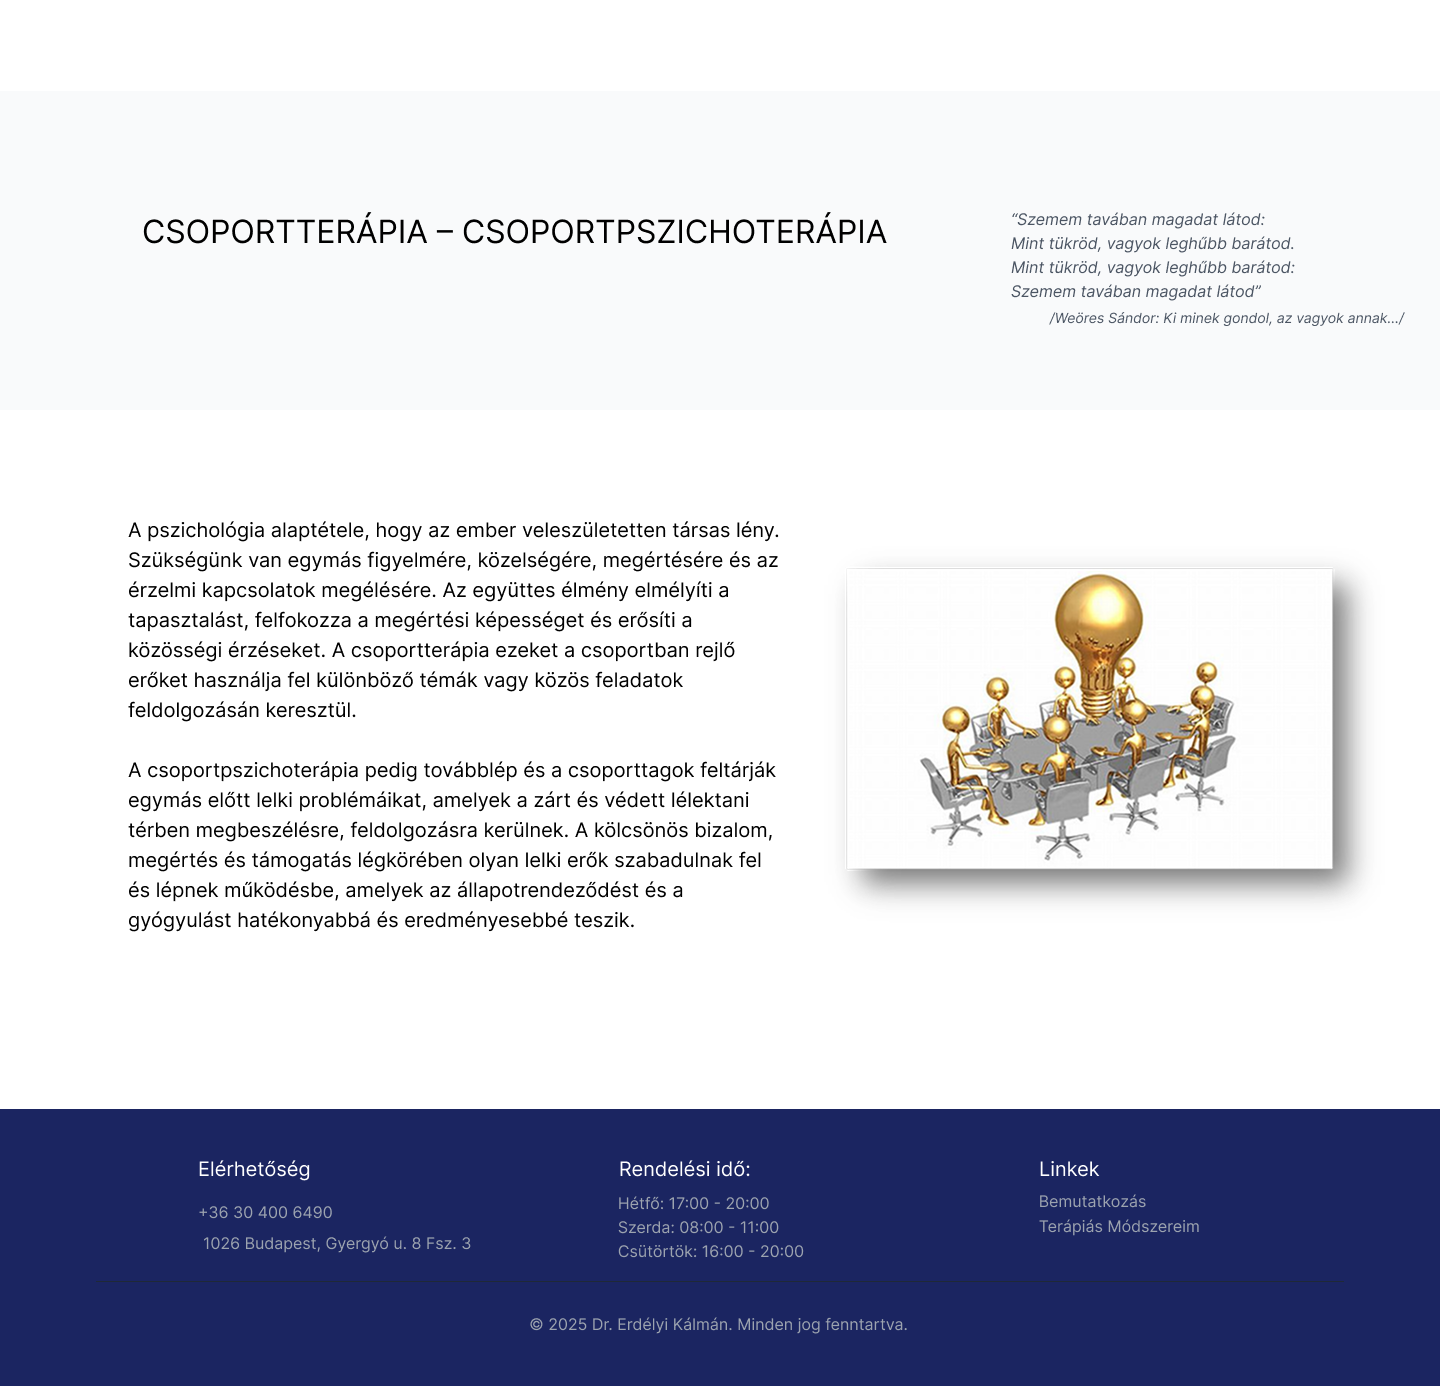 CSOPORTTERÁPIA – CSOPORTPSZICHOTERÁPIA
“Szemem tavában magadat látod:
Mint tükröd, vagyok leghűbb barátod.
Mint tükröd, vagyok leghűbb barátod:
Szemem tavában magadat látod”
/Weöres Sándor: Ki minek gondol, az vagyok annak…/
A pszichológia alaptétele, hogy az ember veleszületetten társas lény.
Szükségünk van egymás figyelmére, közelségére, megértésére és az
érzelmi kapcsolatok megélésére. Az együttes élmény elmélyíti a
tapasztalást, felfokozza a megértési képességet és erősíti a
közösségi érzéseket. A csoportterápia ezeket a csoportban rejlő
erőket használja fel különböző témák vagy közös feladatok
feldolgozásán keresztül.
A csoportpszichoterápia pedig továbblép és a csoporttagok feltárják
egymás előtt lelki problémáikat, amelyek a zárt és védett lélektani
térben megbeszélésre, feldolgozásra kerülnek. A kölcsönös bizalom,
megértés és támogatás légkörében olyan lelki erők szabadulnak fel
és lépnek működésbe, amelyek az állapotrendeződést és a
gyógyulást hatékonyabbá és eredményesebbé teszik.
Elérhetőség
+36 30 400 6490
1026 Budapest, Gyergyó u. 8 Fsz. 3
Rendelési idő:
Hétfő: 17:00 - 20:00
Szerda: 08:00 - 11:00
Csütörtök: 16:00 - 20:00
Linkek
Bemutatkozás
Terápiás Módszereim
© 2025 Dr. Erdélyi Kálmán. Minden jog fenntartva.